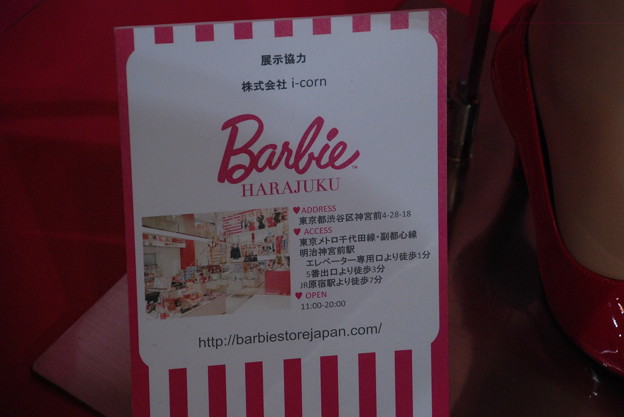 展示協力
株式会社 i-corn
Barbie™
HARAJUKU
♥ADDRESS
東京都渋谷区神宮前4-28-18
♥ACCESS
東京メトロ千代田線・副都心線
明治神宮前駅
エレベーター専用口より徒歩1分
5番出口より徒歩3分
JR原宿駅より徒歩7分
♥OPEN
11:00-20:00
http://barbiestorejapan.com/